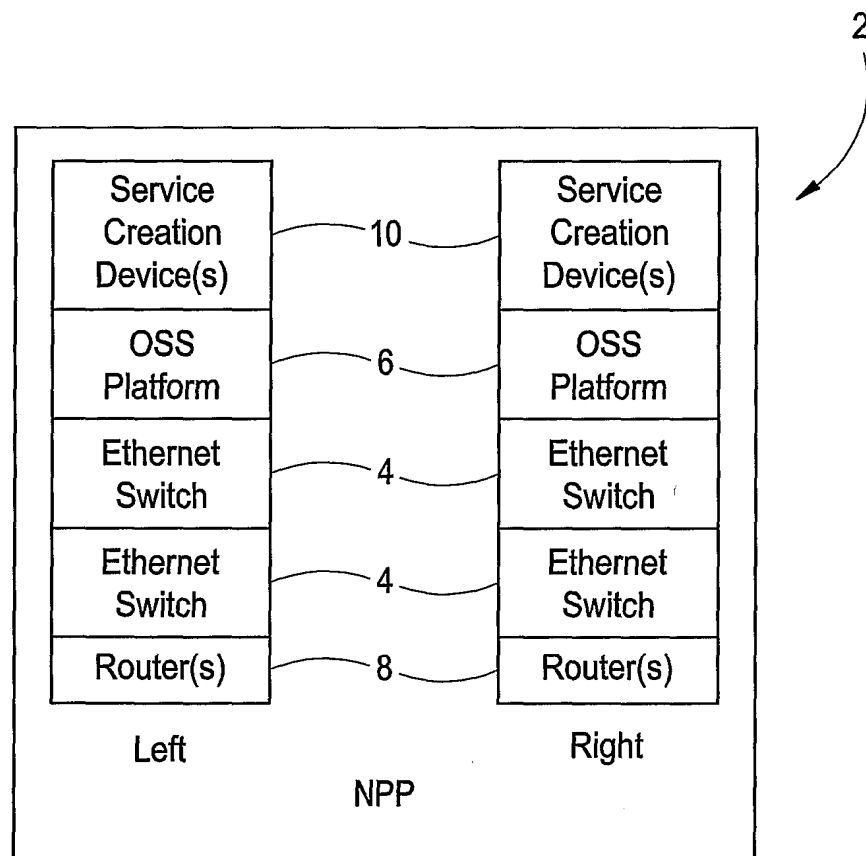 2
Service
Creation
Device(s)
10
Service
Creation
Device(s)
OSS
Platform
6
OSS
Platform
Ethernet
Switch
4
Ethernet
Switch
Ethernet
Switch
4
Ethernet
Switch
Router(s)
8
Router(s)
Left
Right
NPP